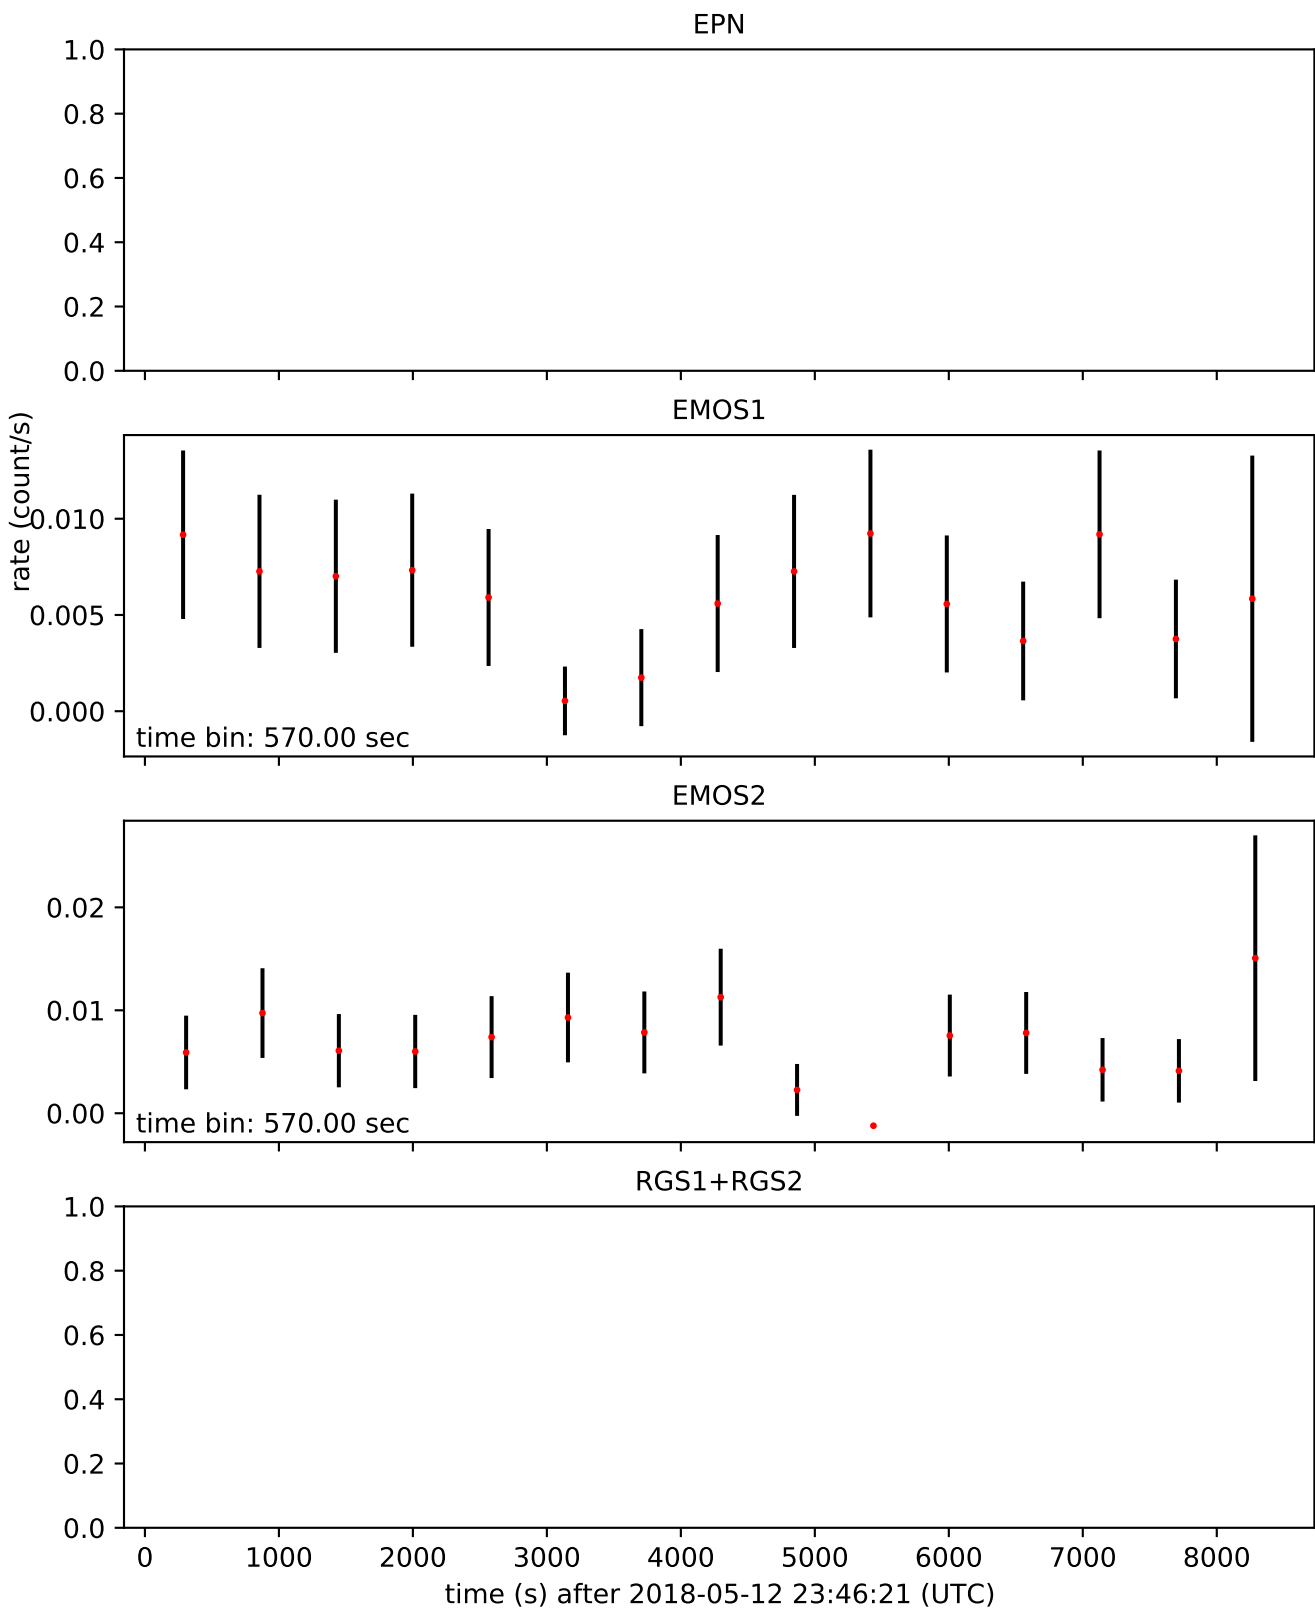 EPN
1.0
0.8
0.6
0.4
0.2
0.0
EMOS1
rate (count/s)
0.010
0.005
0.000
time bin: 570.00 sec
EMOS2
0.02
0.01
0.00
time bin: 570.00 sec
RGS1+RGS2
1.0
0.8
0.6
0.4
0.2
0.0
0 1000 2000 3000 4000 5000 6000 7000 8000
time (s) after 2018-05-12 23:46:21 (UTC)